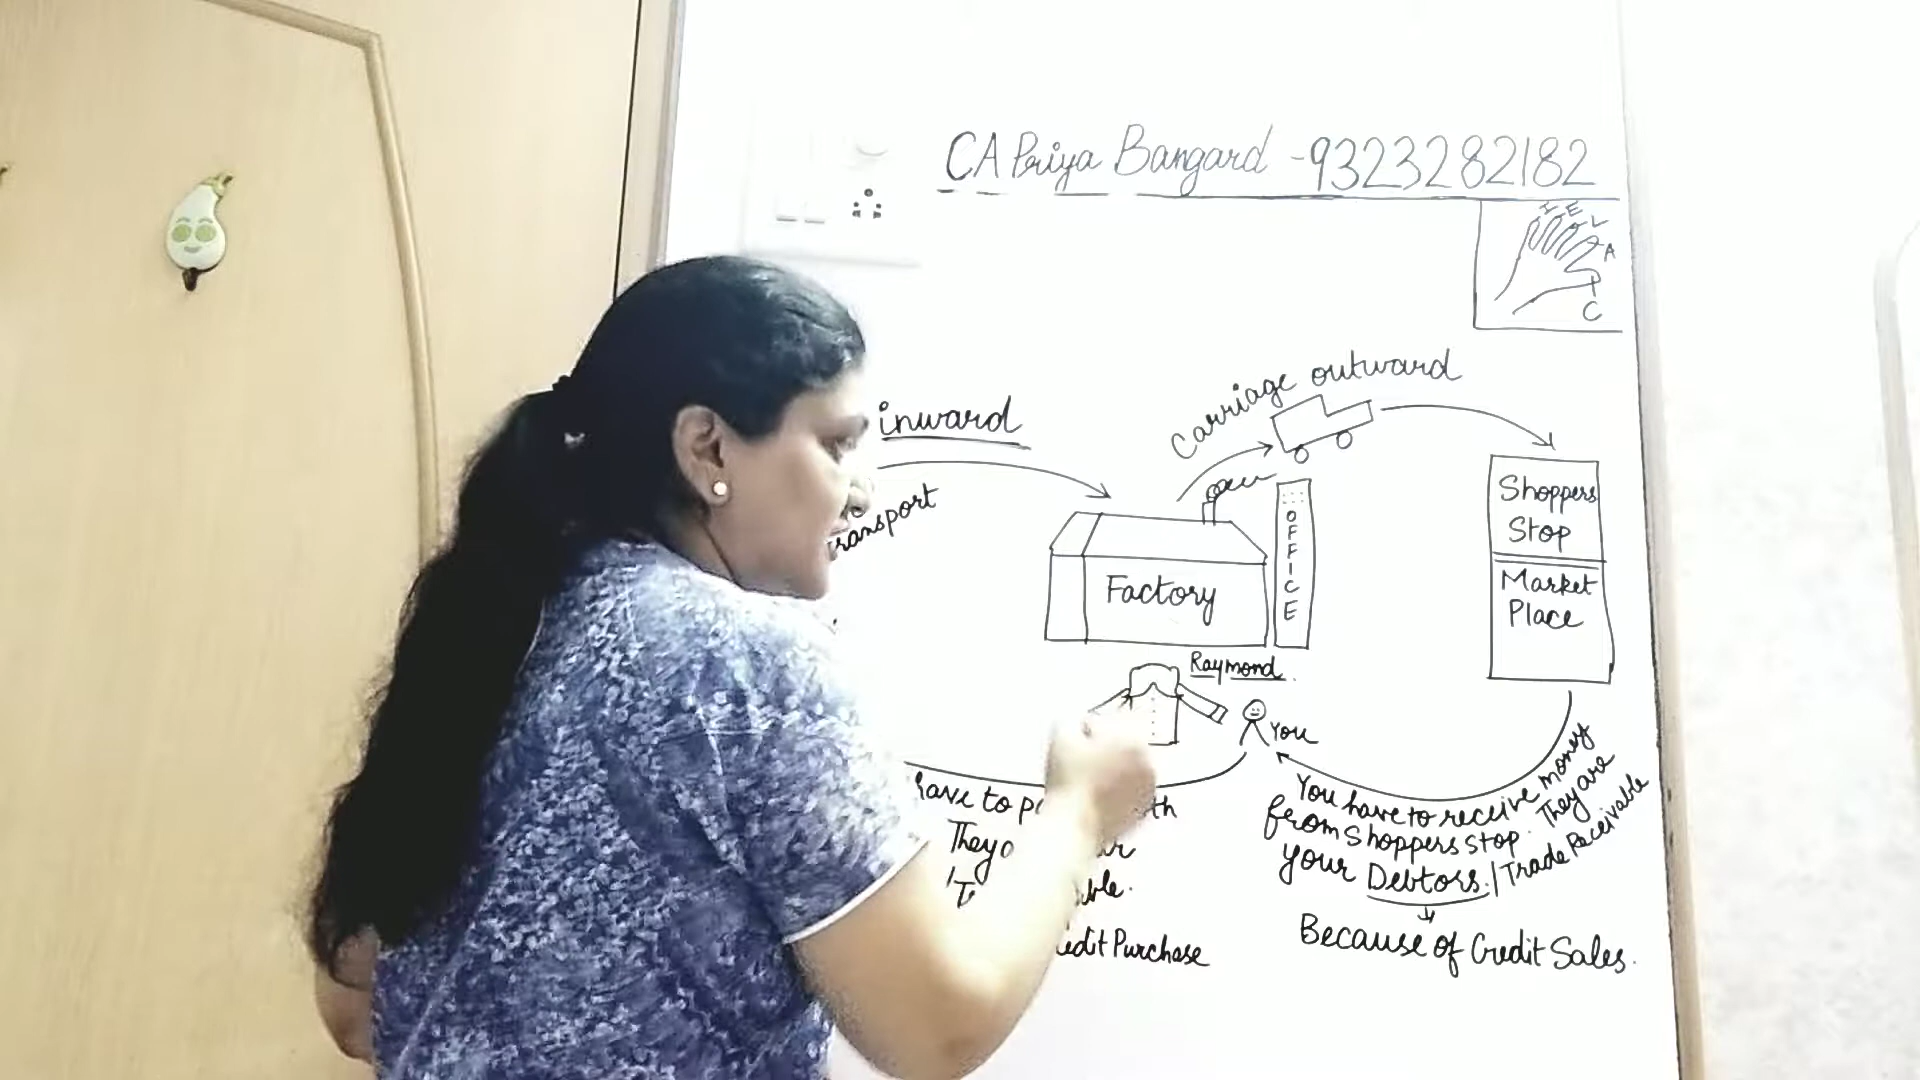 CA Priya Bangard - 9323282182
I E L A
C
inward
Transport
Carriage outward
Factory
OFFICE
Shoppers
Stop
Market
Place
Raymond.
You
have to
They
Credit Purchase
You have to receive money
from Shoppers Stop. They are
your Debtors. / Trade Receivable
Because of Credit Sales.